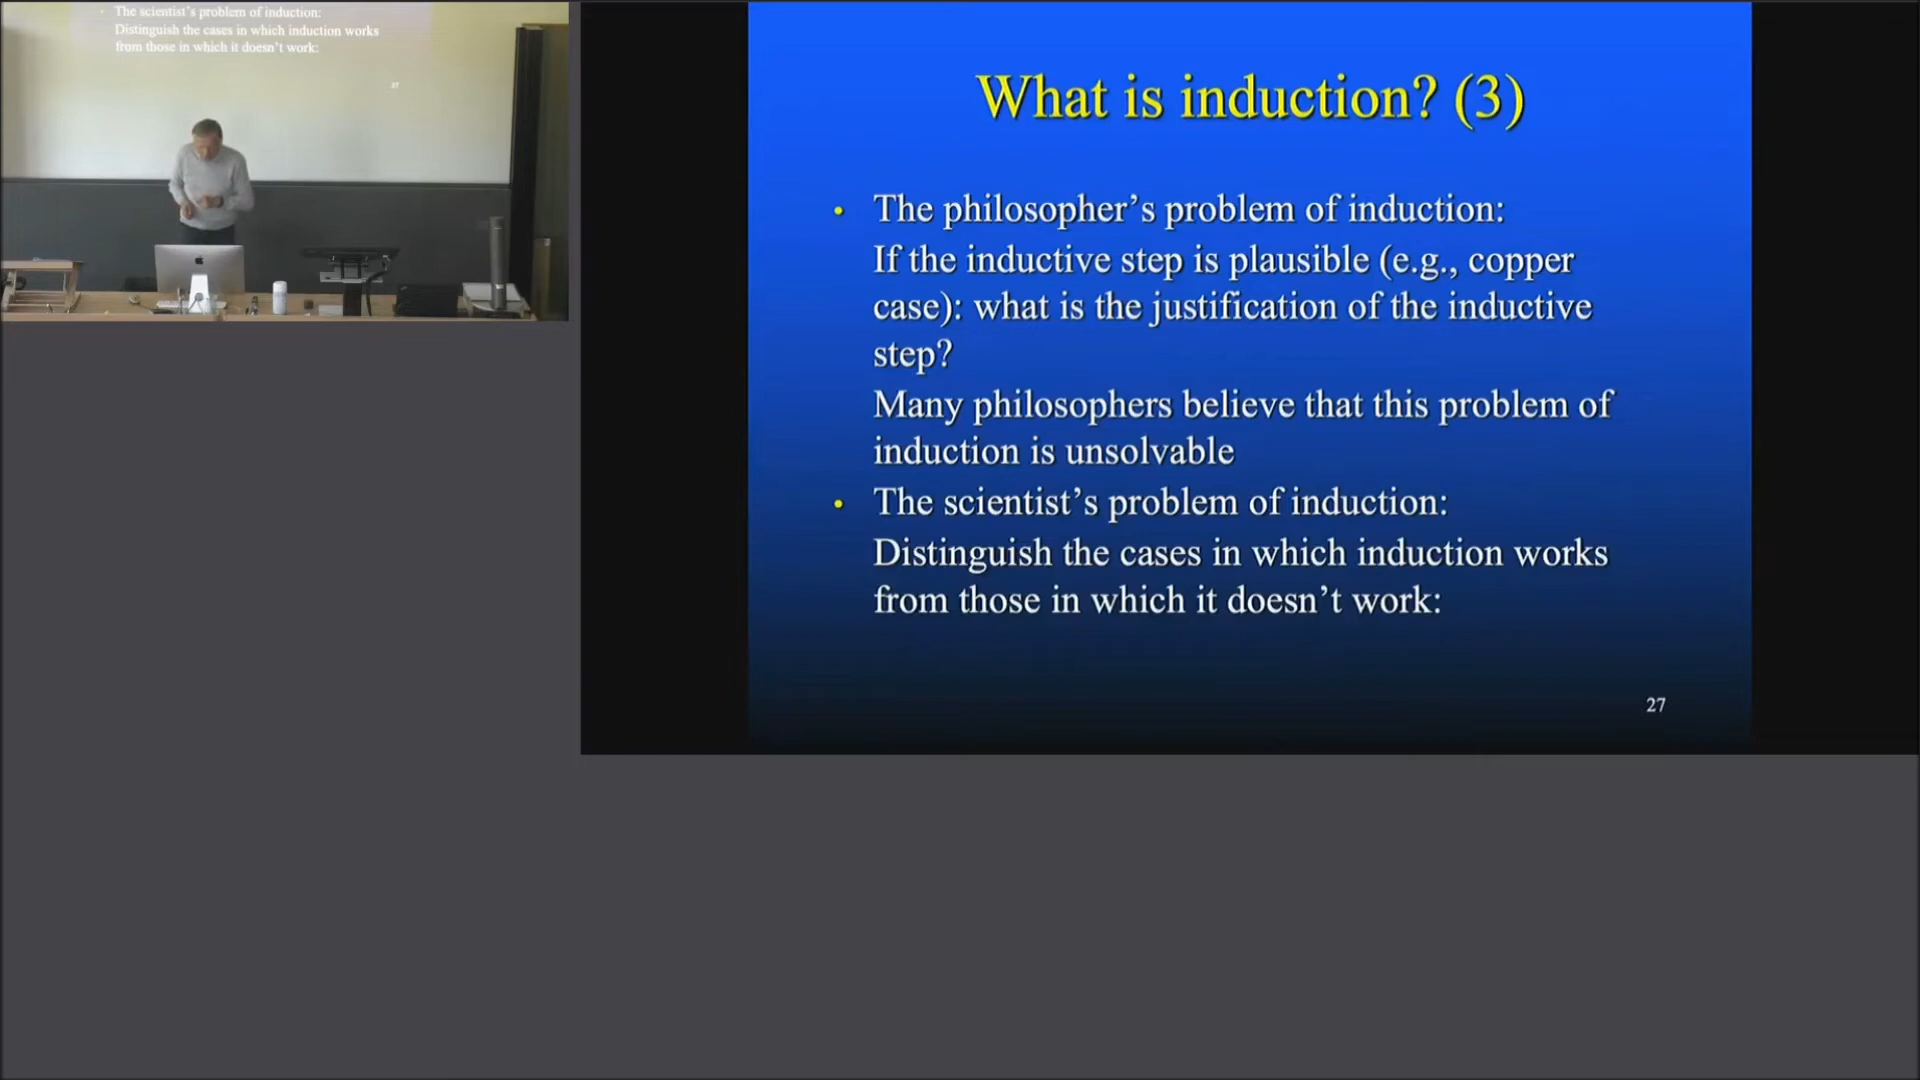 The scientist's problem of induction:
Distinguish the cases in which induction works
from those in which it doesn't work:
27
What is induction? (3)
• The philosopher's problem of induction:
If the inductive step is plausible (e.g., copper
case): what is the justification of the inductive
step?
Many philosophers believe that this problem of
induction is unsolvable
• The scientist's problem of induction:
Distinguish the cases in which induction works
from those in which it doesn't work:
27